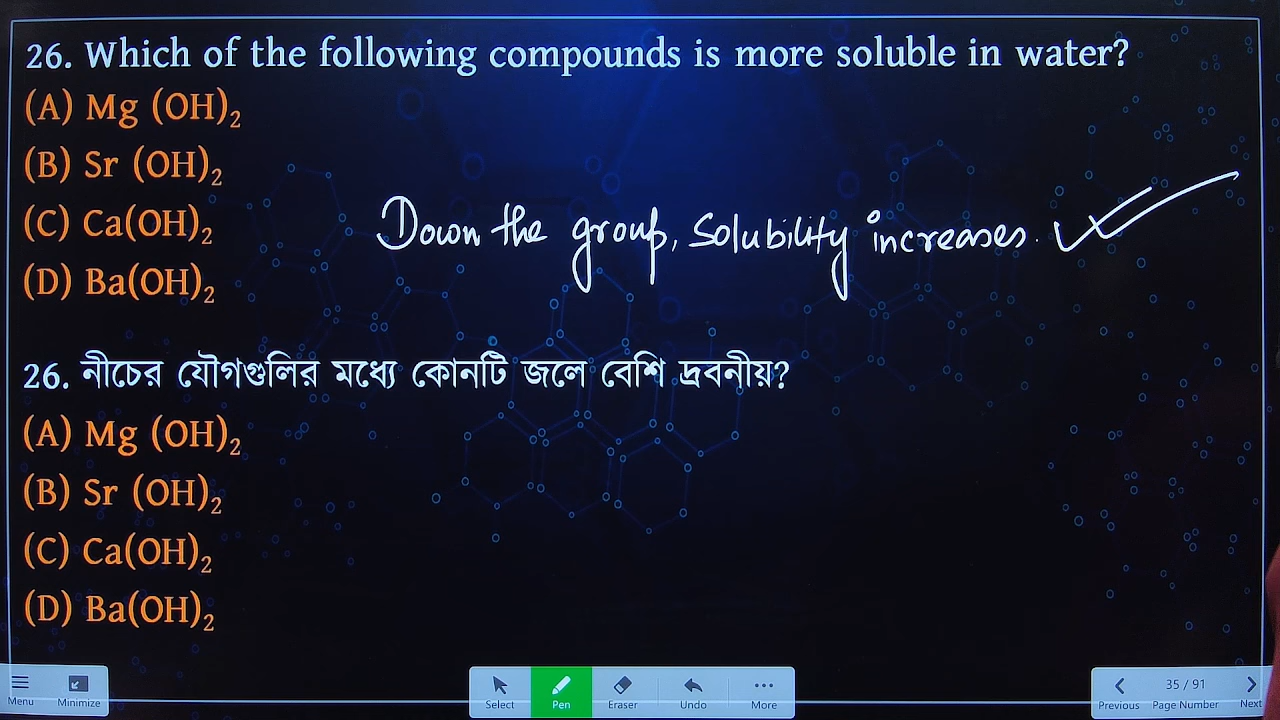 26. Which of the following compounds is more soluble in water?
(A) Mg (OH)₂
(B) Sr (OH)₂
(C) Ca(OH)₂
(D) Ba(OH)₂
Down the group, Solubility increases.
26. নীচের যৌগগুলির মধ্যে কোনটি জলে বেশি দ্রবনীয়?
(A) Mg (OH)₂
(B) Sr (OH)₂
(C) Ca(OH)₂
(D) Ba(OH)₂
Menu Minimize
Select Pen Eraser Undo More
35 / 91
Previous Page Number Next